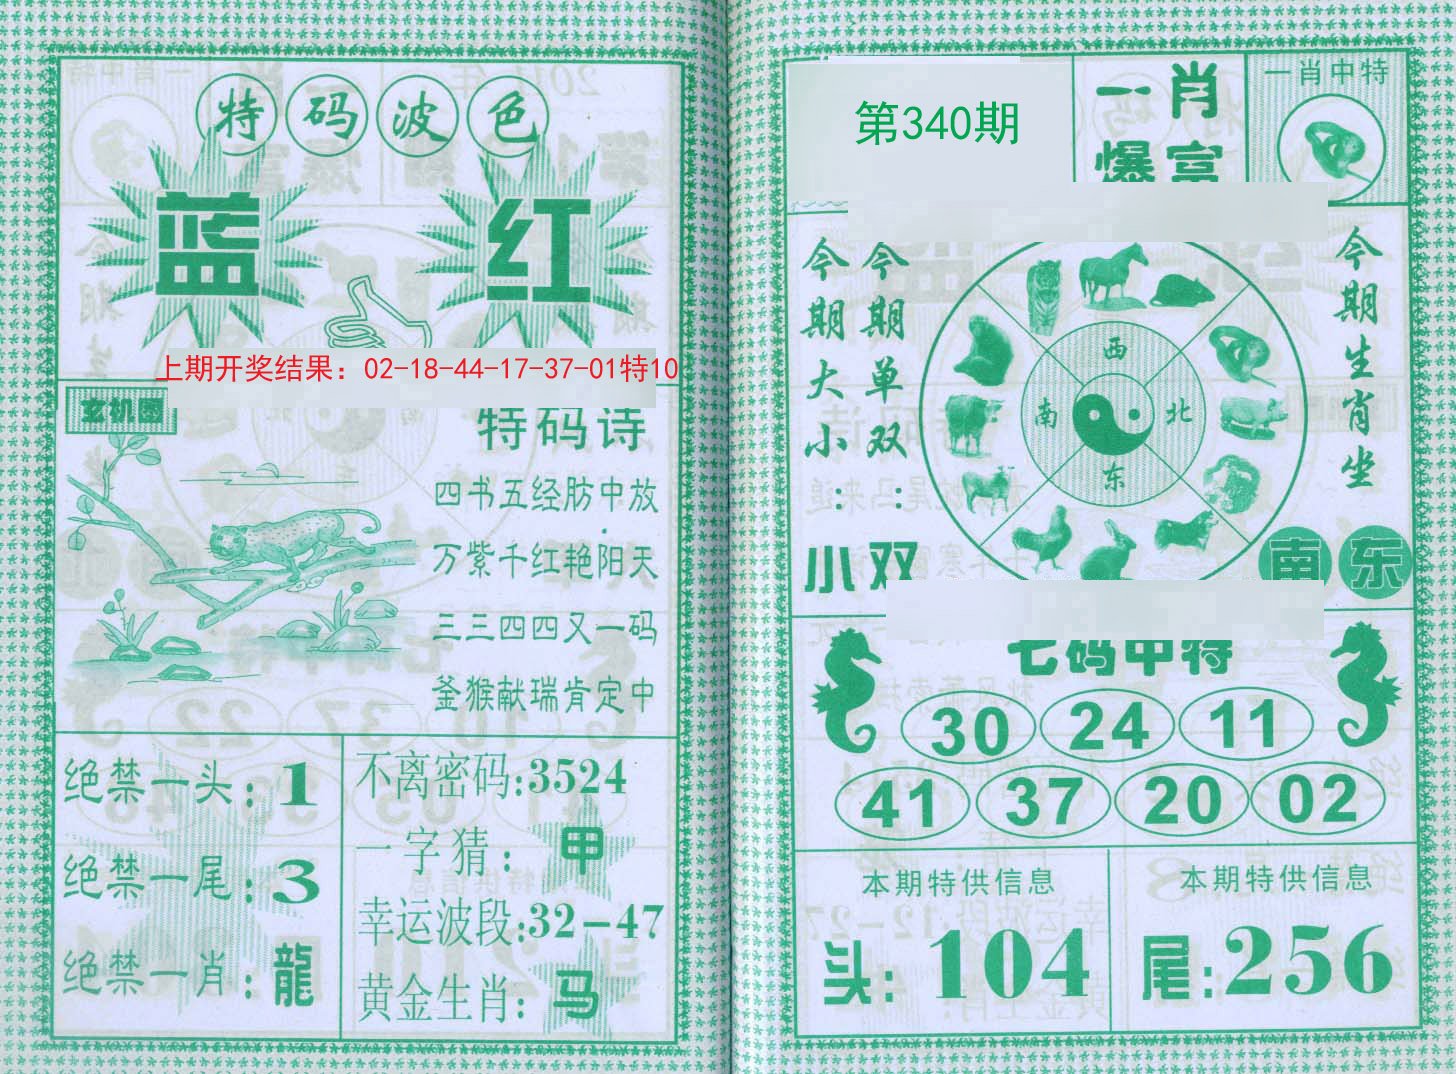 特码波色
蓝 红
上期开奖结果：02-18-44-17-37-01特10
玄机图
特码诗
四书五经肪中放
万紫千红艳阳天
三三四四又一码
釜猴献瑞肯定中
绝禁一头：1
绝禁一尾：3
绝禁一肖：龍
不离密码:3524
一字猜：甲
幸运波段:32-47
黄金生肖：马
第340期
一肖
爆富
一肖中特
今期大小：小
今期单双：双
西
南 北
东
今期生肖坐
南 东
七码中特
30 24 11
41 37 20 02
本期特供信息
头：104
本期特供信息
尾:256